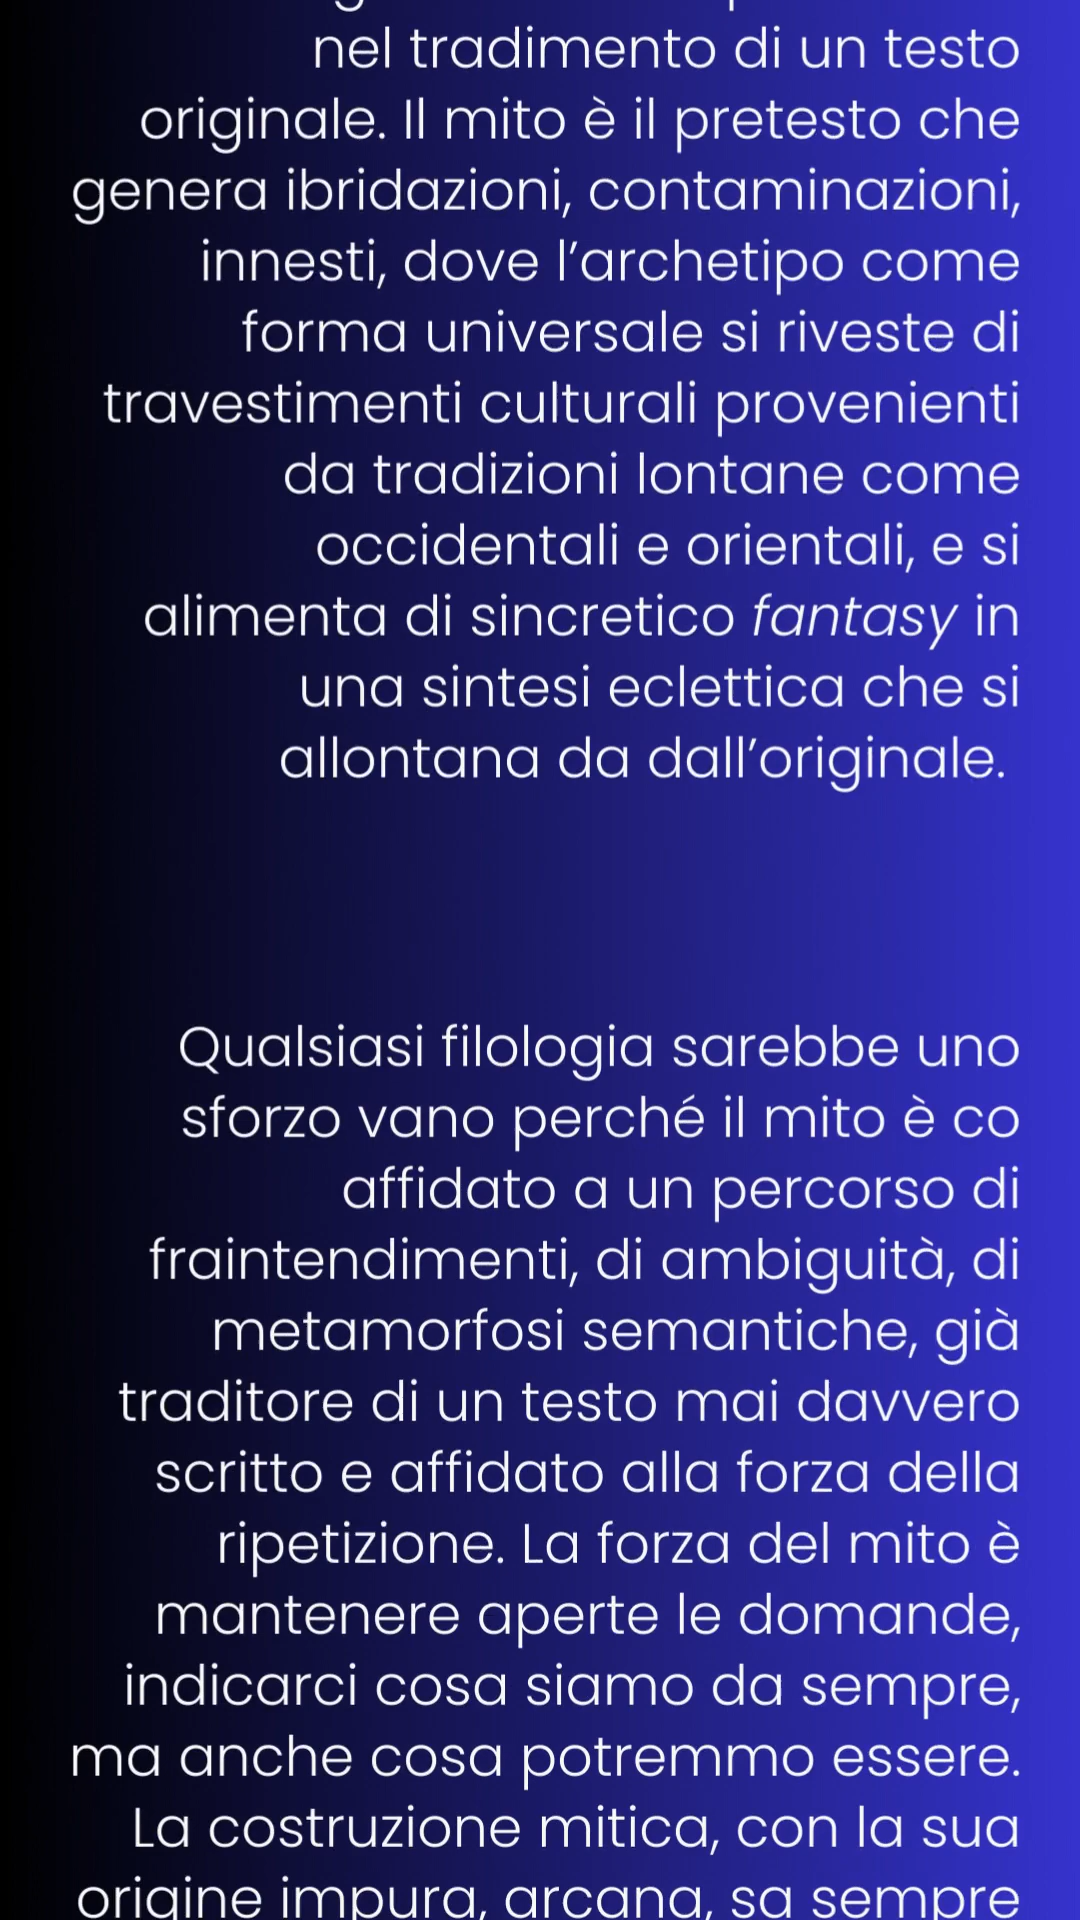 nel tradimento di un testo
originale. Il mito è il pretesto che
genera ibridazioni, contaminazioni,
innesti, dove l’archetipo come
forma universale si riveste di
travestimenti culturali provenienti
da tradizioni lontane come
occidentali e orientali, e si
alimenta di sincretico fantasy in
una sintesi eclettica che si
allontana da dall’originale.
Qualsiasi filologia sarebbe uno
sforzo vano perché il mito è co
affidato a un percorso di
fraintendimenti, di ambiguità, di
metamorfosi semantiche, già
traditore di un testo mai davvero
scritto e affidato alla forza della
ripetizione. La forza del mito è
mantenere aperte le domande,
indicarci cosa siamo da sempre,
ma anche cosa potremmo essere.
La costruzione mitica, con la sua
origine impura, arcana, sa sempre